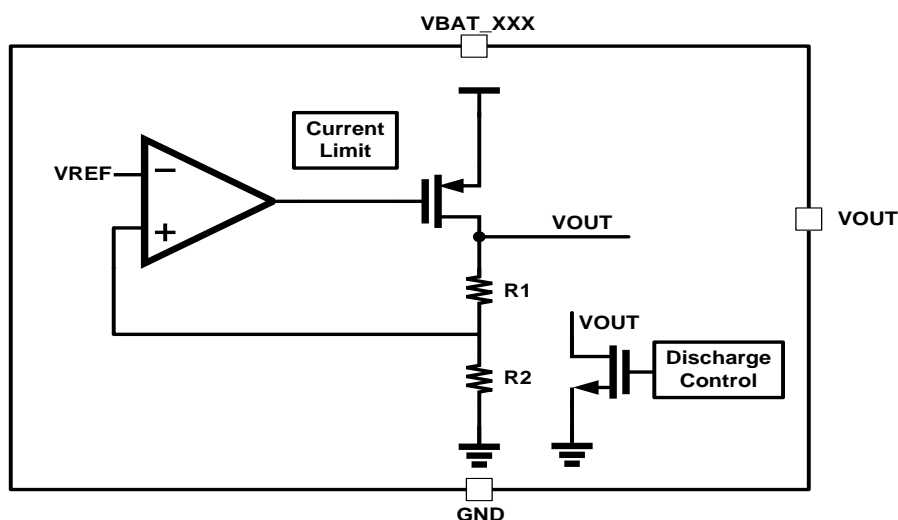 VBAT_XXX
Current
Limit
VREF
−
+
VOUT
VOUT
R1
VOUT
R2
Discharge
Control
GND